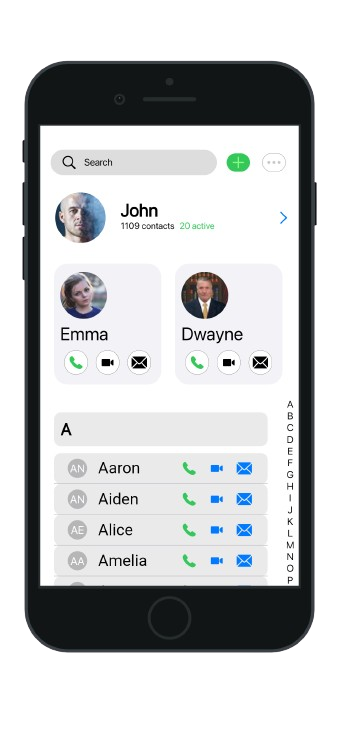 Search
John
1109 contacts 20 active
Emma
Dwayne
A
AN Aaron
AN Aiden
AE Alice
AA Amelia
A
B
C
D
E
F
G
H
I
J
K
L
M
N
O
P